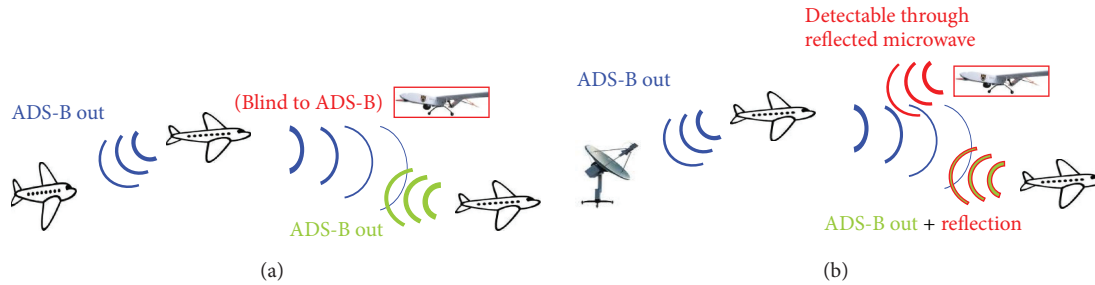 ADS-B out
(Blind to ADS-B)
ADS-B out
(a)
Detectable through
reflected microwave
ADS-B out
ADS-B out + reflection
(b)